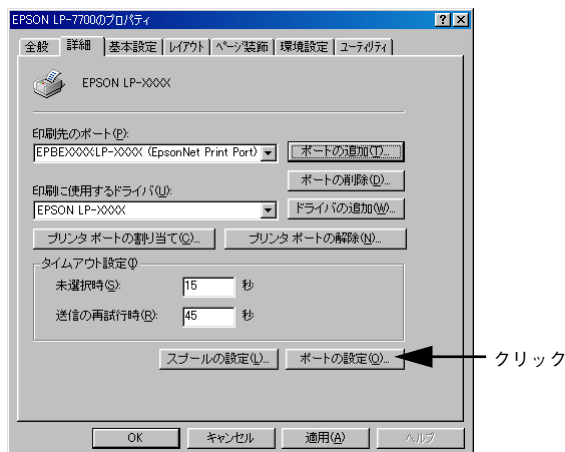 EPSON LP-7700のプロパティ
全般 詳細 基本設定 レイアウト ページ装飾 環境設定 ユーティリティ
EPSON LP-XXXX
印刷先のポート(P):
EPBEXXXX:LP-XXXX (EpsonNet Print Port) ポートの追加(T)...
ポートの削除(D)...
印刷に使用するドライバ(U):
EPSON LP-XXXX ドライバの追加(W)...
プリンタ ポートの割り当て(C)... プリンタ ポートの解除(N)...
タイムアウト設定(I)
未選択時(S): 15 秒
送信の再試行時(R): 45 秒
スプールの設定(L)... ポートの設定(O)... クリック
OK キャンセル 適用(A) ヘルプ